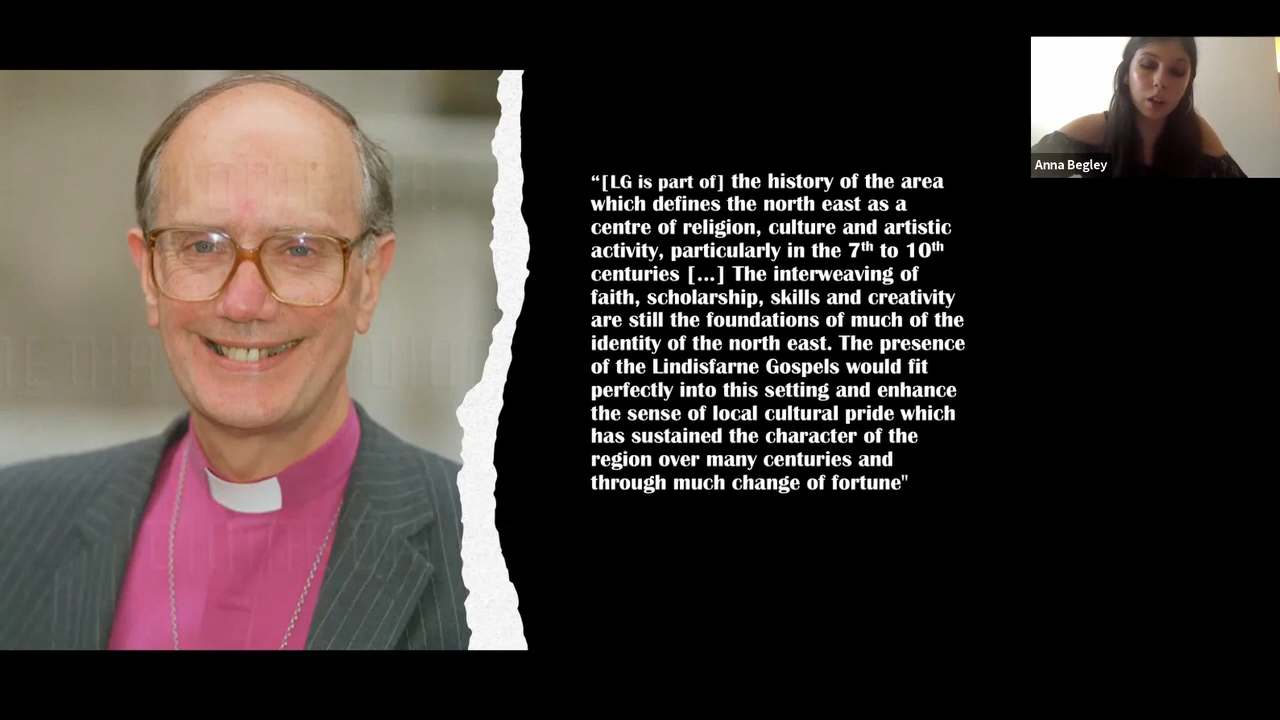 “[LG is part of] the history of the area
which defines the north east as a
centre of religion, culture and artistic
activity, particularly in the 7th to 10th
centuries [...] The interweaving of
faith, scholarship, skills and creativity
are still the foundations of much of the
identity of the north east. The presence
of the Lindisfarne Gospels would fit
perfectly into this setting and enhance
the sense of local cultural pride which
has sustained the character of the
region over many centuries and
through much change of fortune"
Anna Begley